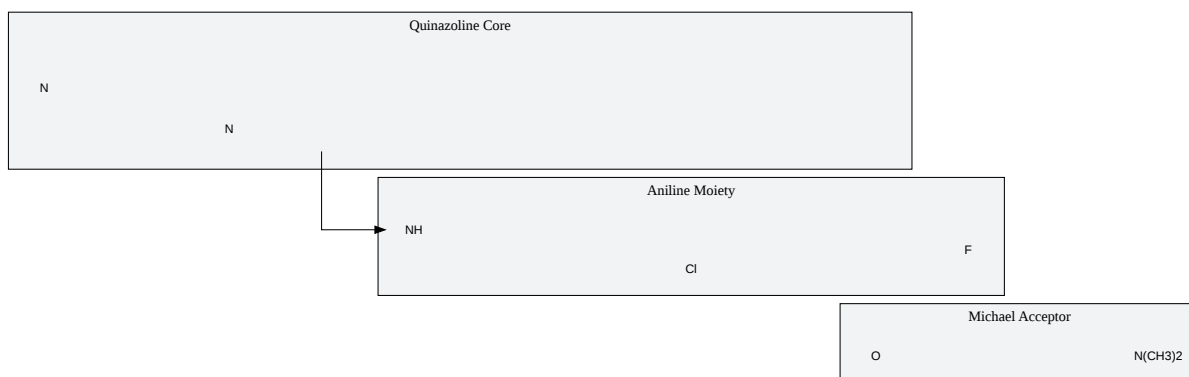 Quinazoline Core
N
N
Aniline Moiety
NH
F
Cl
Michael Acceptor
O
N(CH3)2